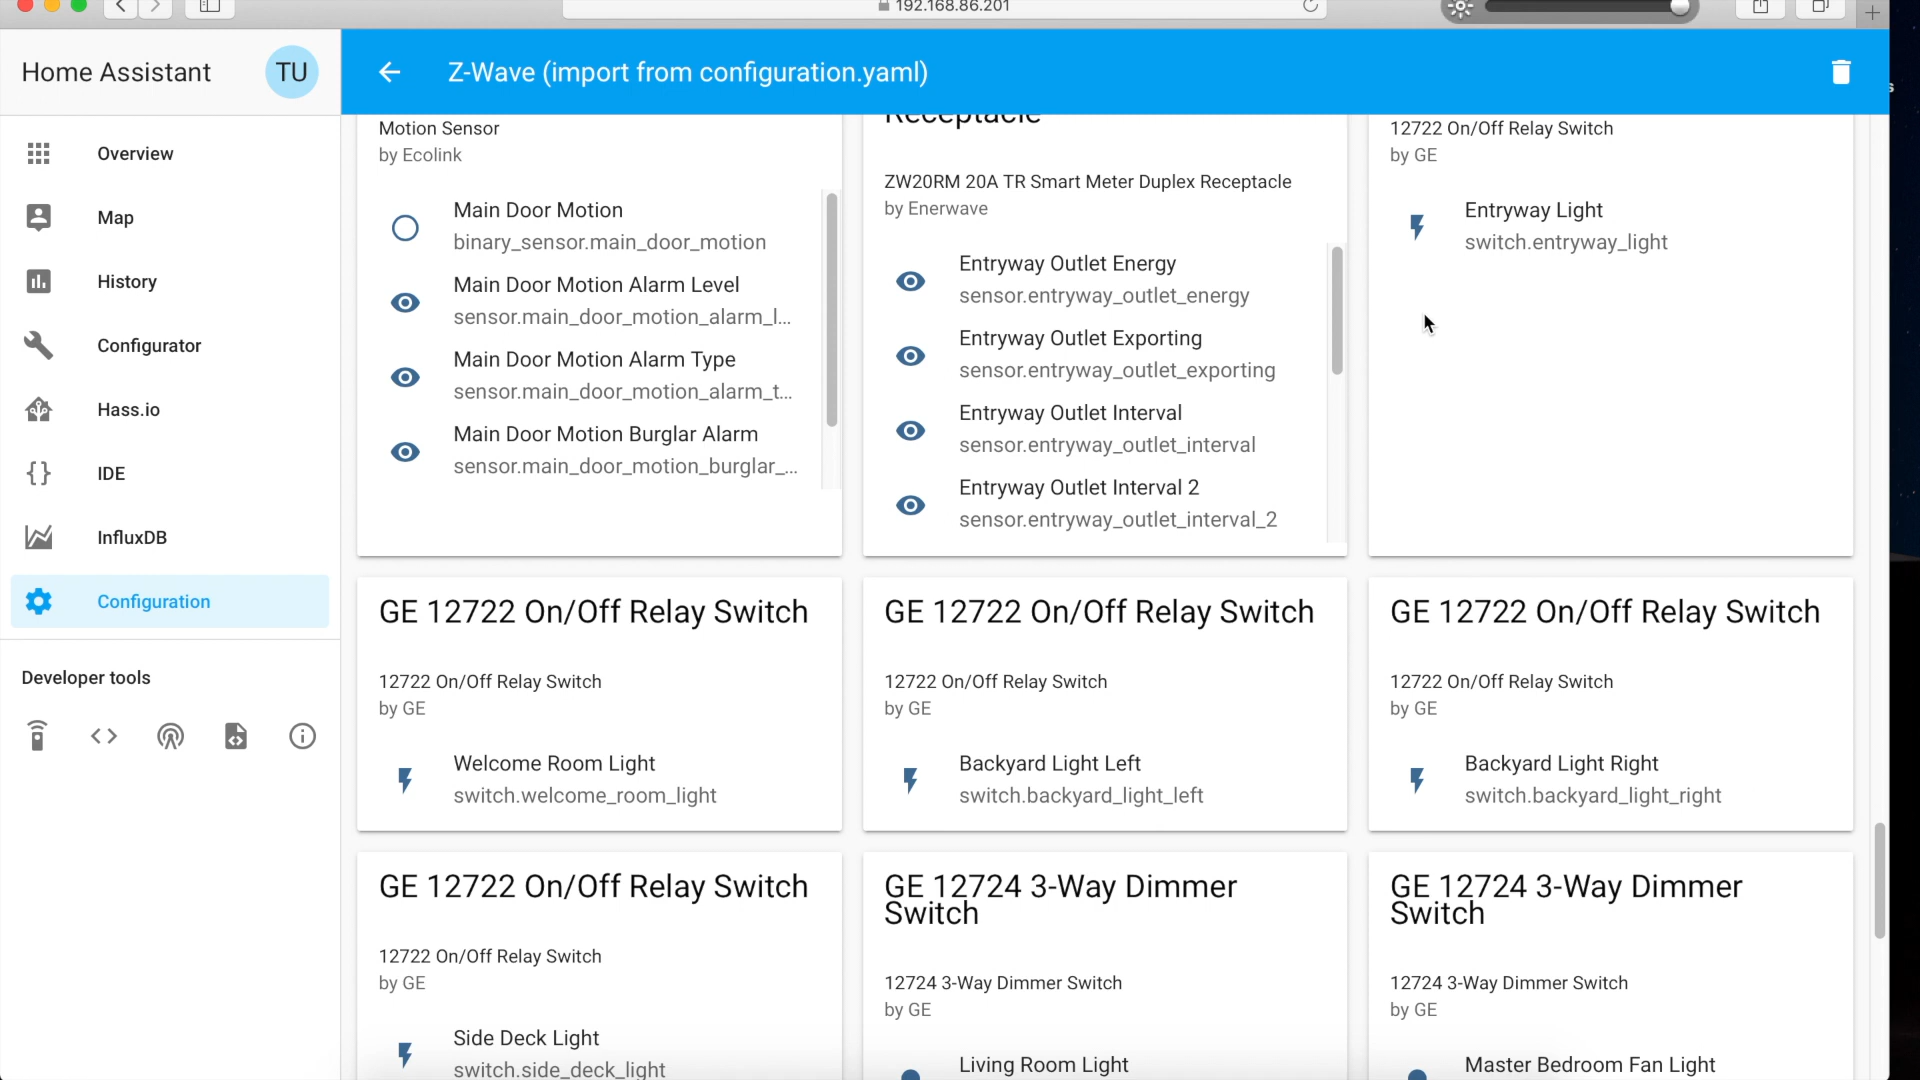 192.168.86.201
Home Assistant
TU
Z-Wave (import from configuration.yaml)
Overview
Map
History
Configurator
Hass.io
IDE
InfluxDB
Configuration
Developer tools
Motion Sensor
by Ecolink
Main Door Motion
binary_sensor.main_door_motion
Main Door Motion Alarm Level
sensor.main_door_motion_alarm_l...
Main Door Motion Alarm Type
sensor.main_door_motion_alarm_t...
Main Door Motion Burglar Alarm
sensor.main_door_motion_burglar_...
Receptacle
ZW20RM 20A TR Smart Meter Duplex Receptacle
by Enerwave
Entryway Outlet Energy
sensor.entryway_outlet_energy
Entryway Outlet Exporting
sensor.entryway_outlet_exporting
Entryway Outlet Interval
sensor.entryway_outlet_interval
Entryway Outlet Interval 2
sensor.entryway_outlet_interval_2
12722 On/Off Relay Switch
by GE
Entryway Light
switch.entryway_light
GE 12722 On/Off Relay Switch
12722 On/Off Relay Switch
by GE
Welcome Room Light
switch.welcome_room_light
GE 12722 On/Off Relay Switch
12722 On/Off Relay Switch
by GE
Backyard Light Left
switch.backyard_light_left
GE 12722 On/Off Relay Switch
12722 On/Off Relay Switch
by GE
Backyard Light Right
switch.backyard_light_right
GE 12722 On/Off Relay Switch
12722 On/Off Relay Switch
by GE
Side Deck Light
switch.side_deck_light
GE 12724 3-Way Dimmer
Switch
12724 3-Way Dimmer Switch
by GE
Living Room Light
GE 12724 3-Way Dimmer
Switch
12724 3-Way Dimmer Switch
by GE
Master Bedroom Fan Light